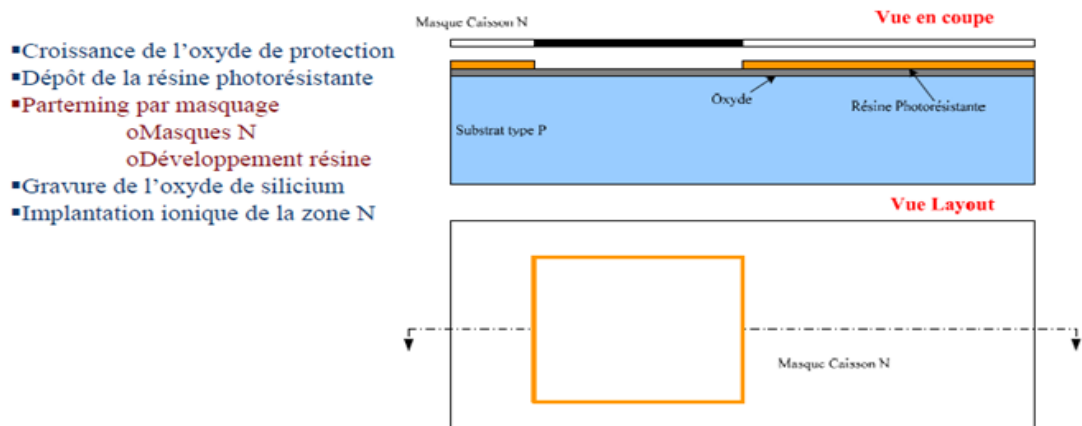 ▪Croissance de l'oxyde de protection
▪Dépôt de la résine photorésistante
▪Parterning par masquage
oMasques N
oDéveloppement résine
▪Gravure de l'oxyde de silicium
▪Implantation ionique de la zone N
Masque Caisson N
Vue en coupe
Oxyde
Résine Photorésistante
Substrat type P
Vue Layout
Masque Caisson N